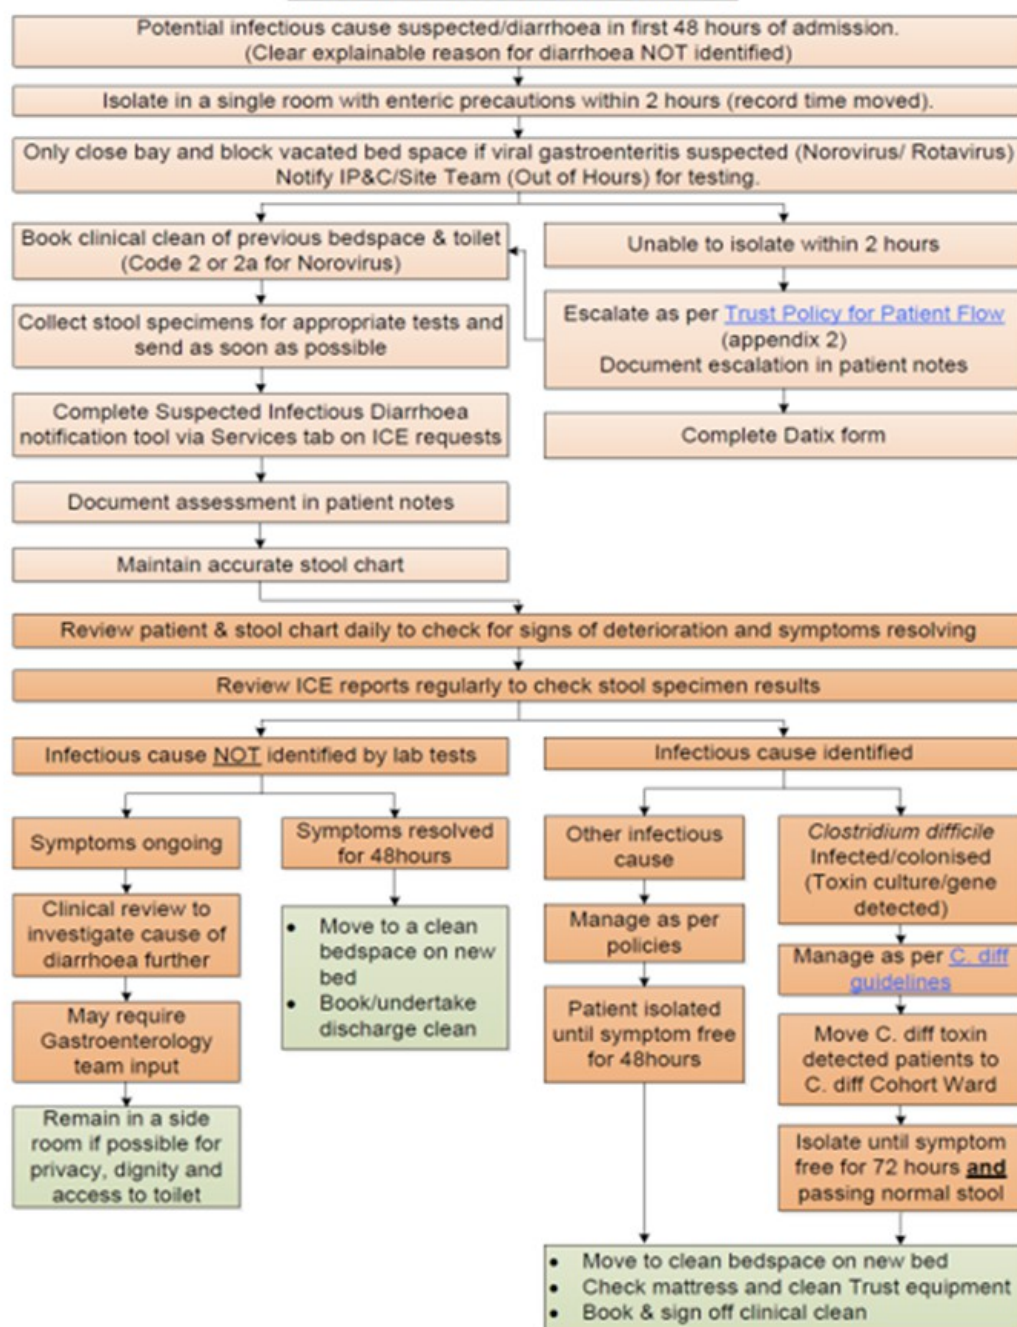 Potential infectious cause suspected/diarrhoea in first 48 hours of admission.
(Clear explainable reason for diarrhoea NOT identified)
Isolate in a single room with enteric precautions within 2 hours (record time moved).
Only close bay and block vacated bed space if viral gastroenteritis suspected (Norovirus/ Rotavirus)
Notify IP&C/Site Team (Out of Hours) for testing.
Book clinical clean of previous bedspace & toilet
(Code 2 or 2a for Norovirus)
Unable to isolate within 2 hours
Collect stool specimens for appropriate tests and
send as soon as possible
Escalate as per Trust Policy for Patient Flow
(appendix 2)
Document escalation in patient notes
Complete Suspected Infectious Diarrhoea
notification tool via Services tab on ICE requests
Complete Datix form
Document assessment in patient notes
Maintain accurate stool chart
Review patient & stool chart daily to check for signs of deterioration and symptoms resolving
Review ICE reports regularly to check stool specimen results
Infectious cause NOT identified by lab tests
Infectious cause identified
Symptoms ongoing
Clinical review to
investigate cause of
diarrhoea further
May require
Gastroenterology
team input
Remain in a side
room if possible for
privacy, dignity and
access to toilet
Symptoms resolved
for 48hours
• Move to a clean
bedspace on new
bed
• Book/undertake
discharge clean
Other infectious
cause
Manage as per
policies
Patient isolated
until symptom free
for 48hours
Clostridium difficile
Infected/colonised
(Toxin culture/gene
detected)
Manage as per C. diff
guidelines
Move C. diff toxin
detected patients to
C. diff Cohort Ward
Isolate until symptom
free for 72 hours and
passing normal stool
• Move to clean bedspace on new bed
• Check mattress and clean Trust equipment
• Book & sign off clinical clean